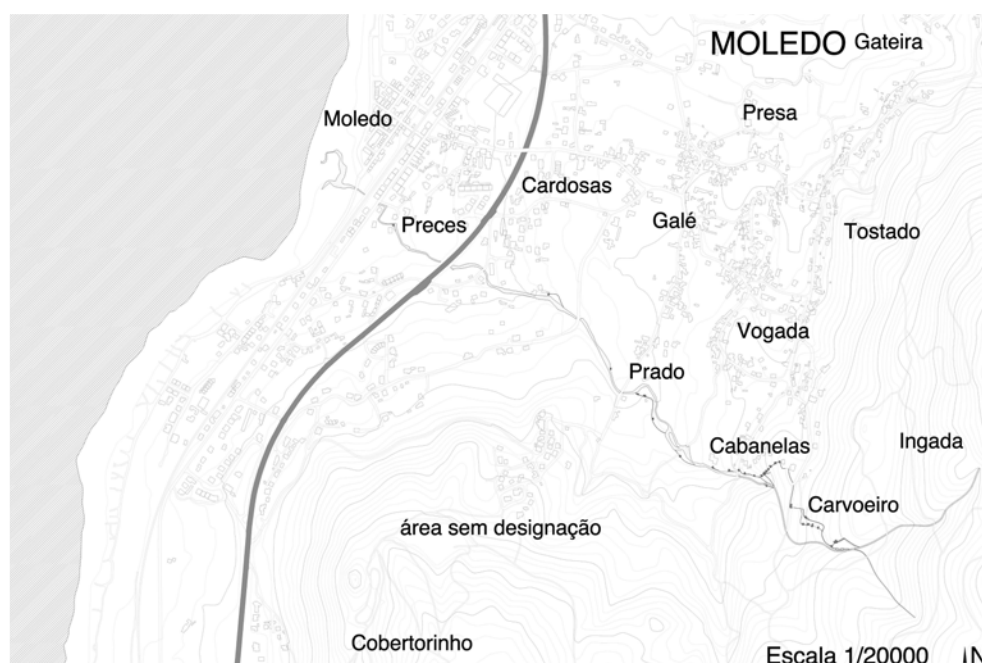 MOLEDO Gateira
Presa
Moledo
Cardosas
Preces
Galé
Tostado
Vogada
Prado
Cabanelas
Ingada
Carvoeiro
área sem designação
Cobertorinho
Escala 1/20000